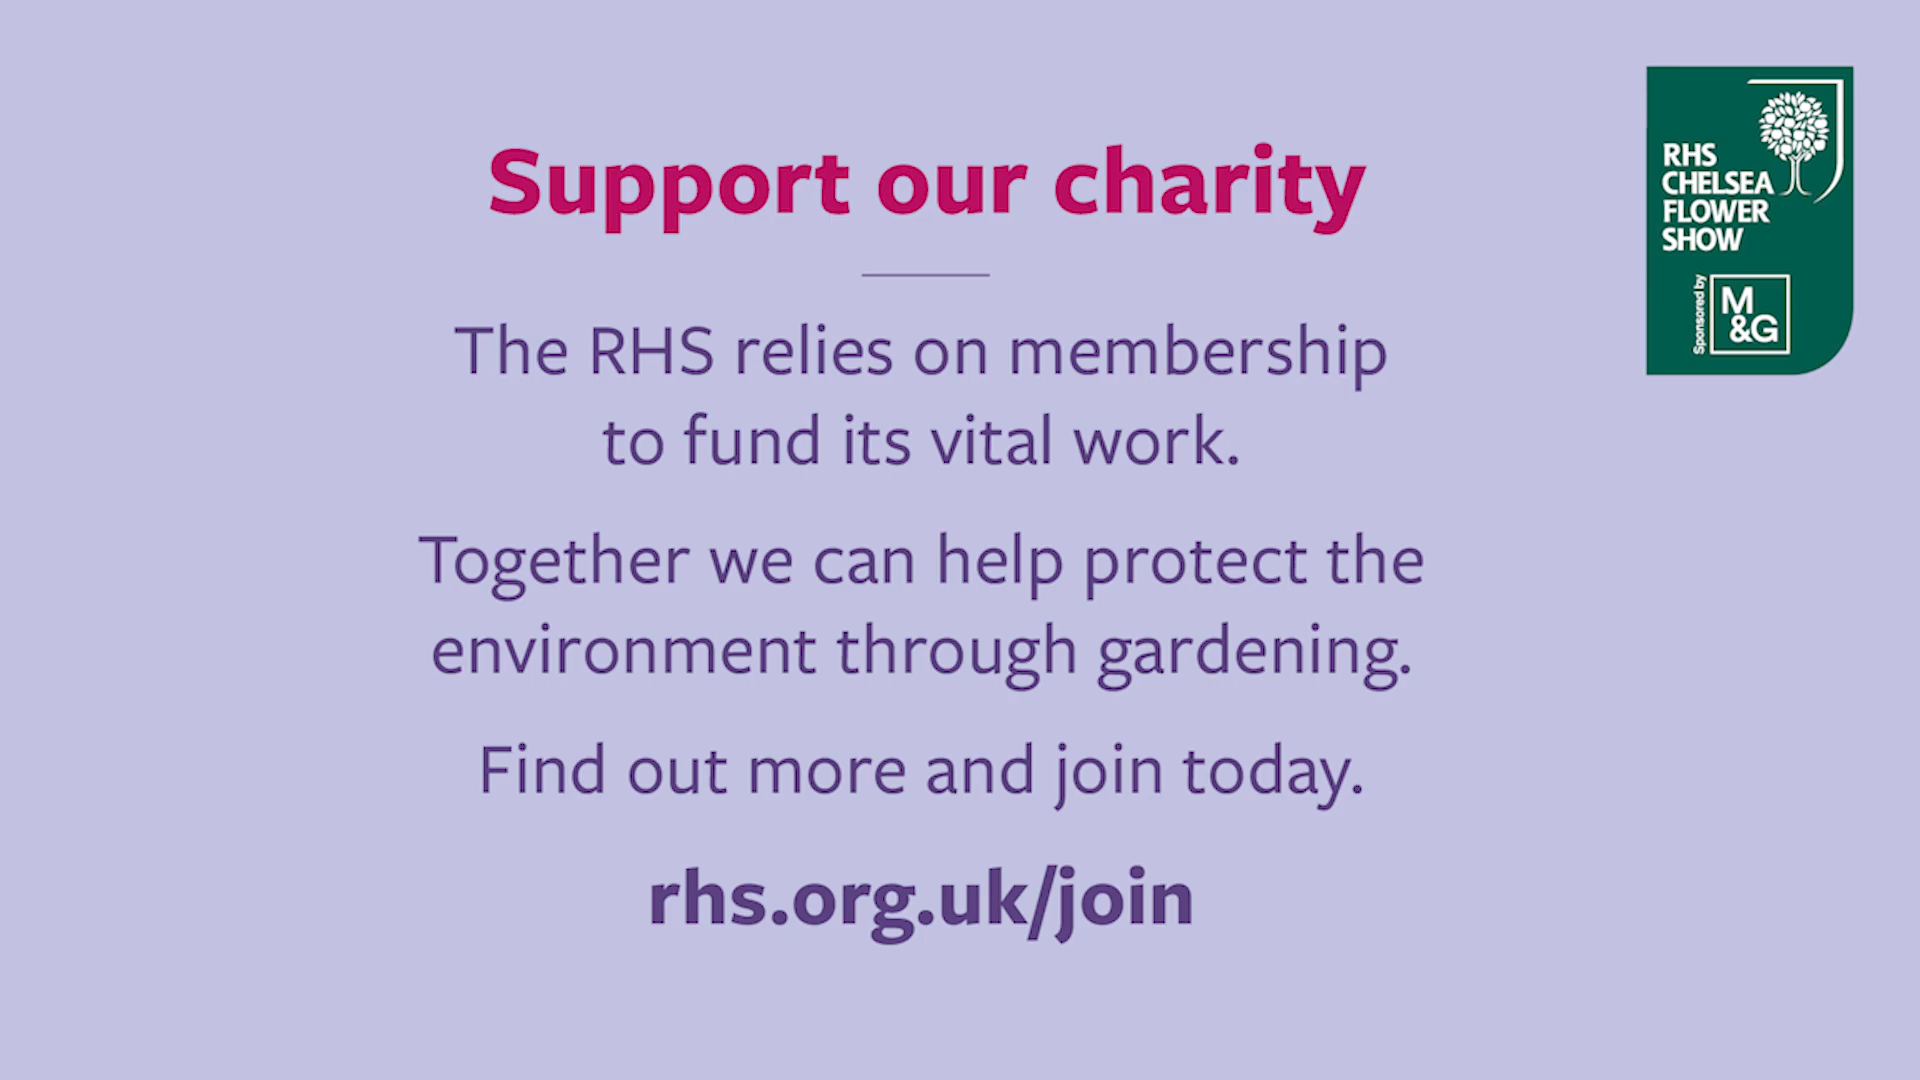 Support our charity
The RHS relies on membership
to fund its vital work.
Together we can help protect the
environment through gardening.
Find out more and join today.
rhs.org.uk/join
RHS
CHELSEA
FLOWER
SHOW
Sponsored by
M
&G